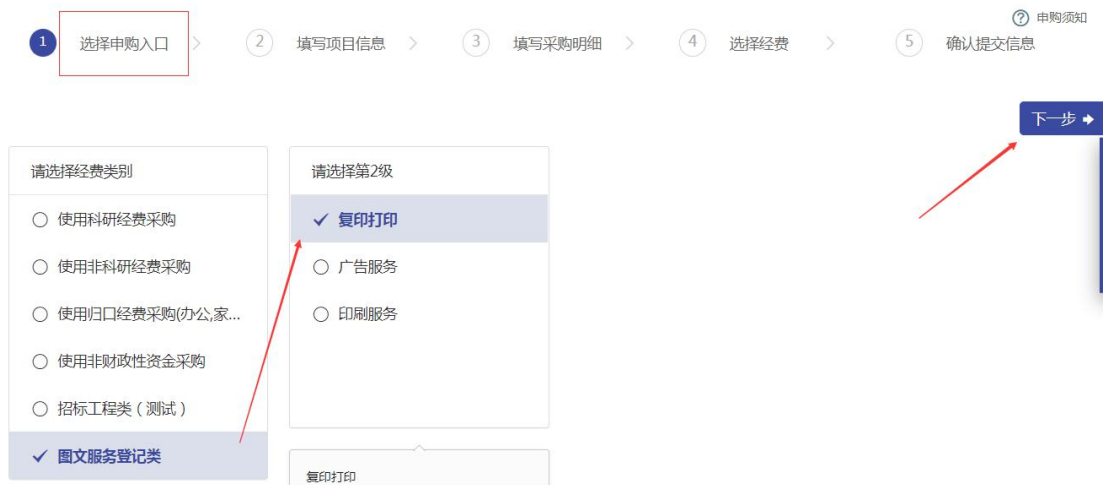 申购须知
1 选择申购入口 2 填写项目信息 3 填写采购明细 4 选择经费 5 确认提交信息
下一步
请选择经费类别
使用科研经费采购
使用非科研经费采购
使用归口经费采购(办公,家...
使用非财政性资金采购
招标工程类（测试）
图文服务登记类
请选择第2级
复印打印
广告服务
印刷服务
复印打印